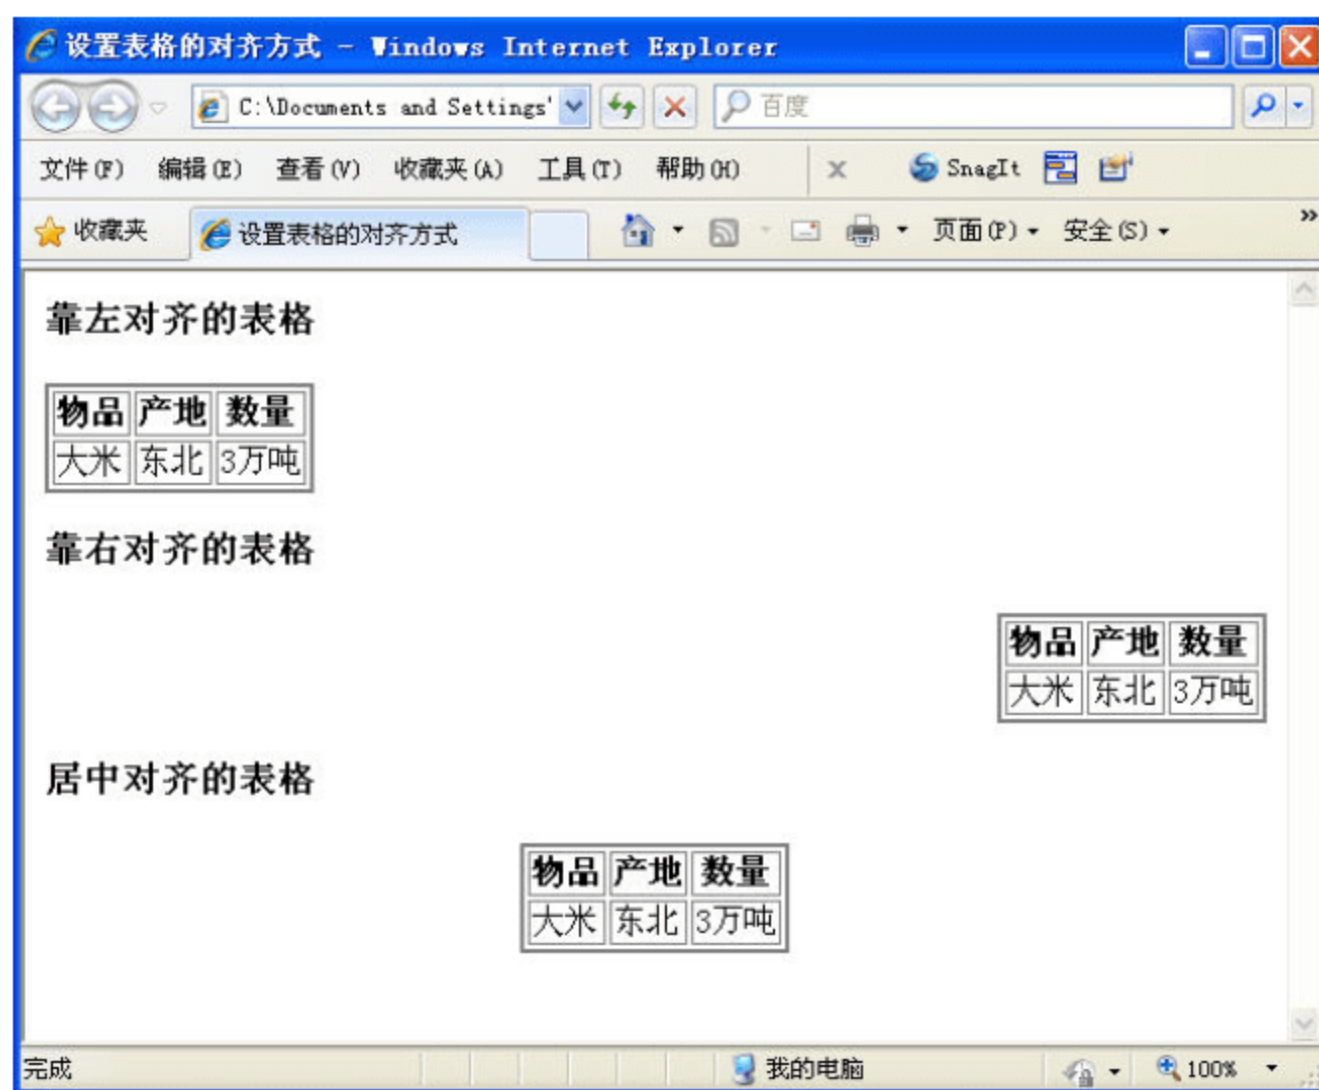 设置表格的对齐方式 - Windows Internet Explorer
C:\Documents and Settings' 百度
文件(F) 编辑(E) 查看(V) 收藏夹(A) 工具(T) 帮助(H) x SnagIt
收藏夹 设置表格的对齐方式 页面(P) 安全(S) »
靠左对齐的表格
物品 产地 数量
大米 东北 3万吨
靠右对齐的表格
物品 产地 数量
大米 东北 3万吨
居中对齐的表格
物品 产地 数量
大米 东北 3万吨
完成 我的电脑 100%